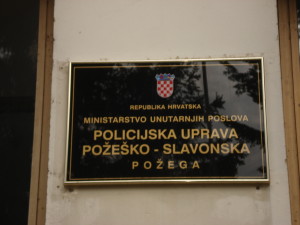 REPUBLIKA HRVATSKA
MINISTARSTVO UNUTARNJIH POSLOVA
POLICIJSKA UPRAVA
POŽEŠKO - SLAVONSKA
POŽEGA